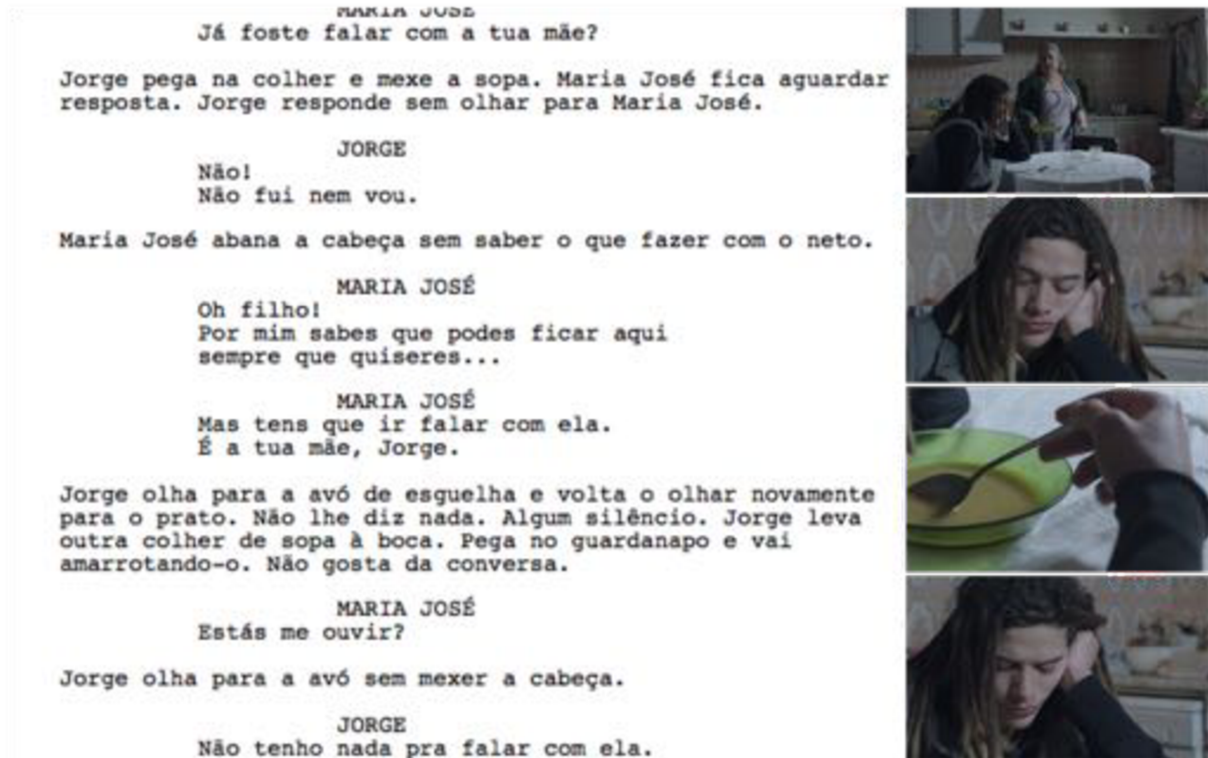 MARIA JOSÉ
Já foste falar com a tua mãe?
Jorge pega na colher e mexe a sopa. Maria José fica aguardar
resposta. Jorge responde sem olhar para Maria José.
JORGE
Não!
Não fui nem vou.
Maria José abana a cabeça sem saber o que fazer com o neto.
MARIA JOSÉ
Oh filho!
Por mim sabes que podes ficar aqui
sempre que quiseres...
MARIA JOSÉ
Mas tens que ir falar com ela.
É a tua mãe, Jorge.
Jorge olha para a avó de esguelha e volta o olhar novamente
para o prato. Não lhe diz nada. Algum silêncio. Jorge leva
outra colher de sopa à boca. Pega no guardanapo e vai
amarrotando-o. Não gosta da conversa.
MARIA JOSÉ
Estás me ouvir?
Jorge olha para a avó sem mexer a cabeça.
JORGE
Não tenho nada pra falar com ela.